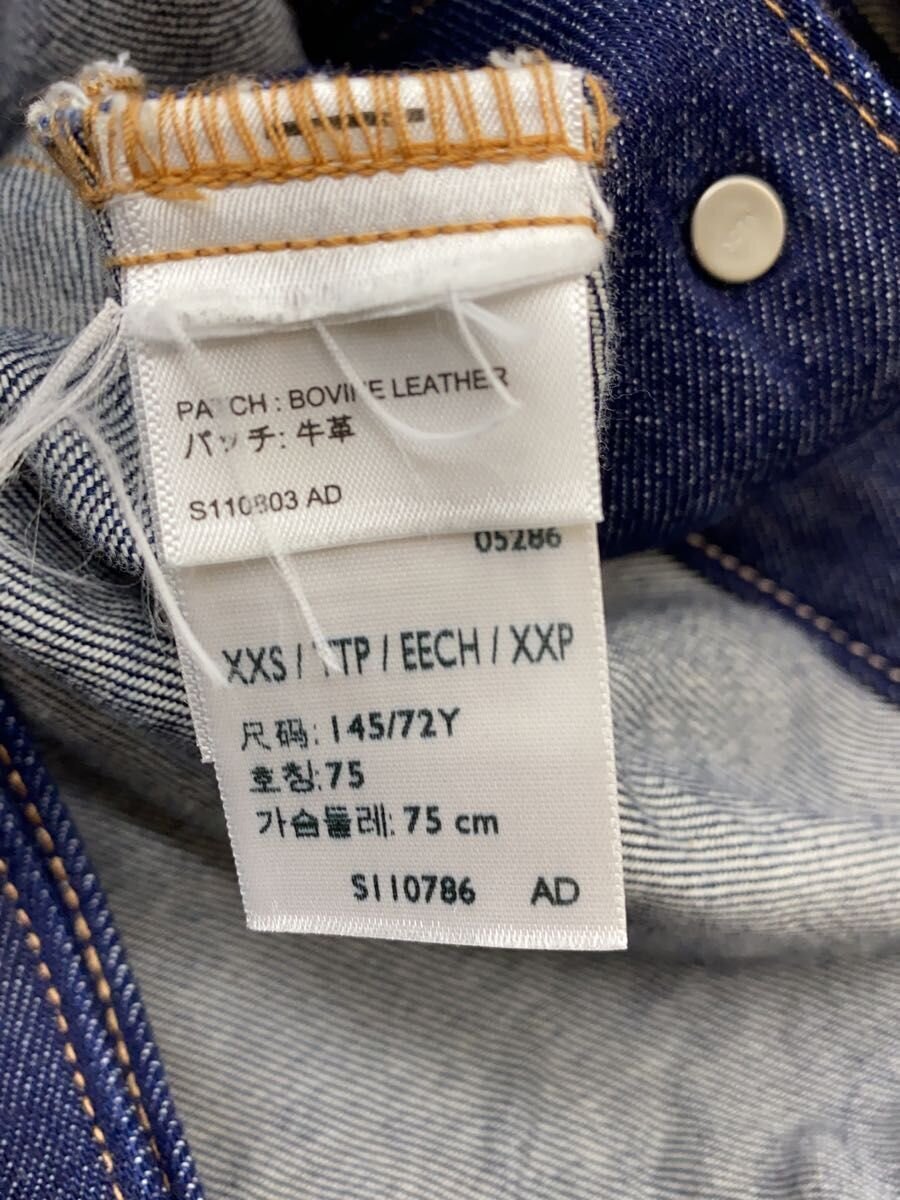 PATCH : BOVINE LEATHER
パッチ: 牛革
S110803 AD
05286
XXS / TTP / EECH / XXP
尺码: 145/72Y
호칭:75
가슴둘레: 75 cm
S110786 AD